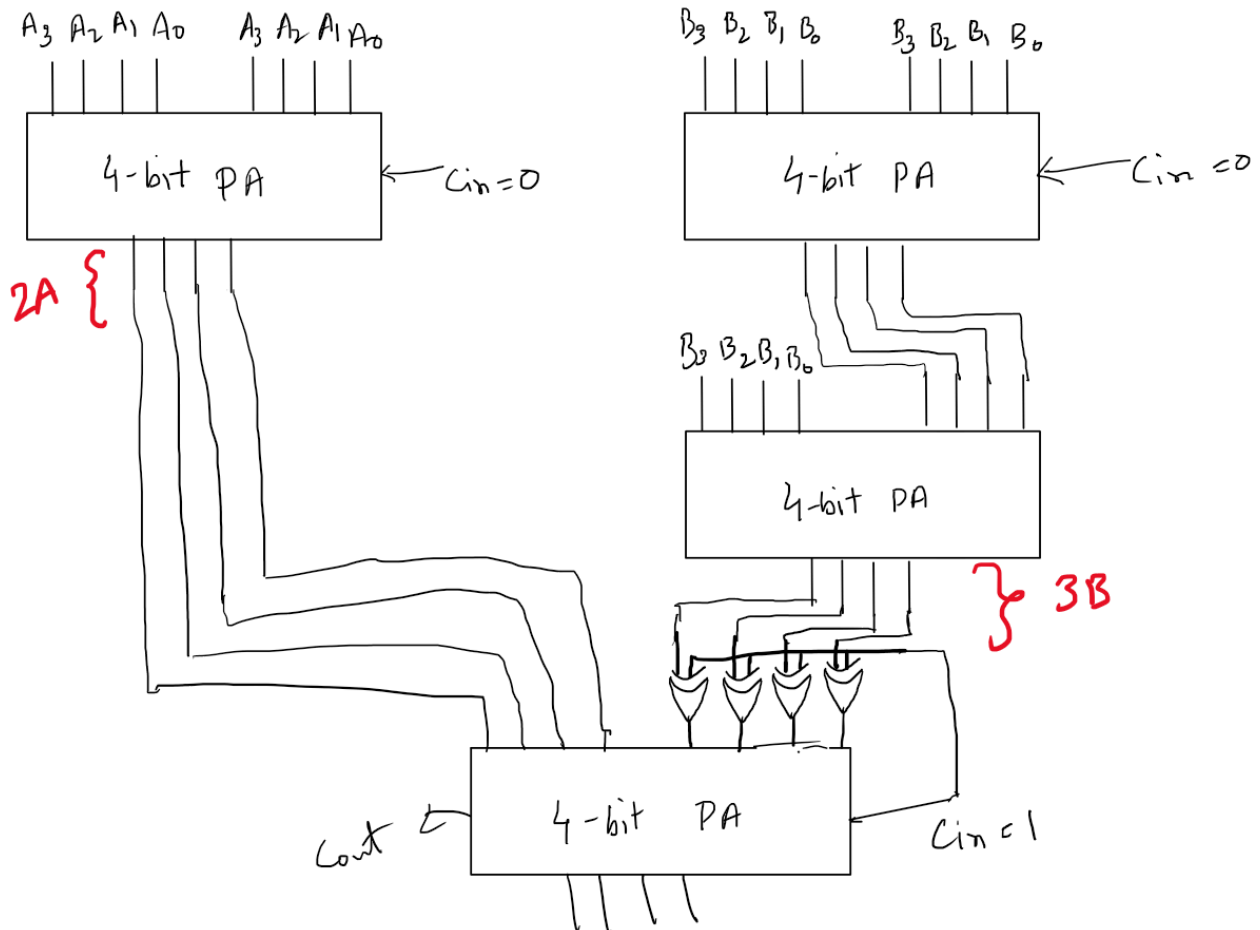 A3 A2 A1 A0 A3 A2 A1 A0
B3 B2 B1 B0 B3 B2 B1 B0
4-bit PA
Cin=0
4-bit PA
Cin=0
2A {
B3 B2 B1 B0
4-bit PA
} 3B
4-bit PA
Cout
Cin=1